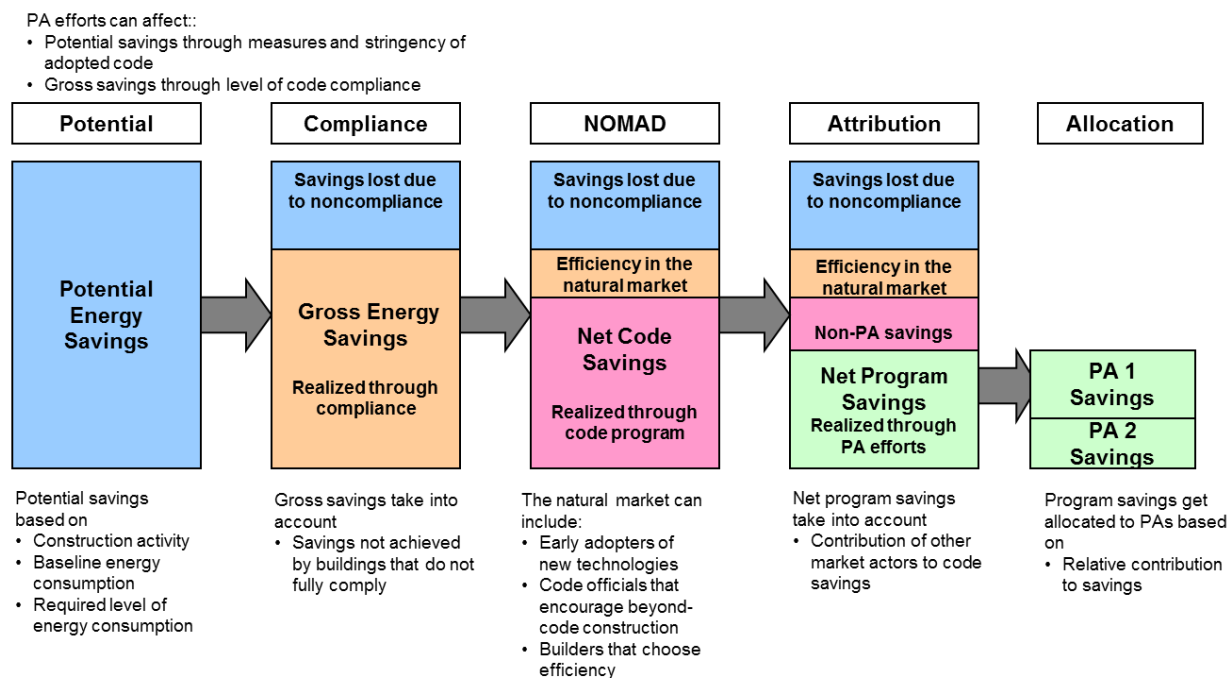 PA efforts can affect::
• Potential savings through measures and stringency of
adopted code
• Gross savings through level of code compliance
Potential
Compliance
NOMAD
Attribution
Allocation
Potential
Energy
Savings
Savings lost due
to noncompliance
Gross Energy
Savings
Realized through
compliance
Savings lost due
to noncompliance
Efficiency in the
natural market
Net Code
Savings
Realized through
code program
Savings lost due
to noncompliance
Efficiency in the
natural market
Non-PA savings
Net Program
Savings
Realized through
PA efforts
PA 1
Savings
PA 2
Savings
Potential savings
based on
• Construction activity
• Baseline energy
consumption
• Required level of
energy consumption
Gross savings take into
account
• Savings not achieved
by buildings that do not
fully comply
The natural market can
include:
• Early adopters of
new technologies
• Code officials that
encourage beyond-
code construction
• Builders that choose
efficiency
Net program savings
take into account
• Contribution of other
market actors to code
savings
Program savings get
allocated to PAs based
on
• Relative contribution
to savings